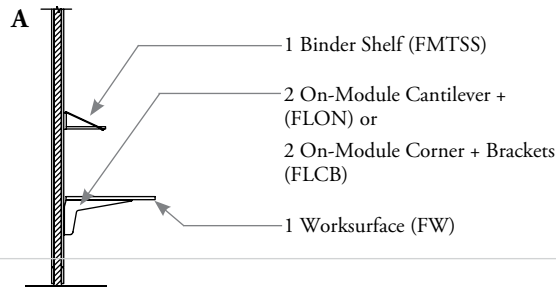 A
1 Binder Shelf (FMTSS)
2 On-Module Cantilever +
(FLON) or
2 On-Module Corner + Brackets
(FLCB)
1 Worksurface (FW)